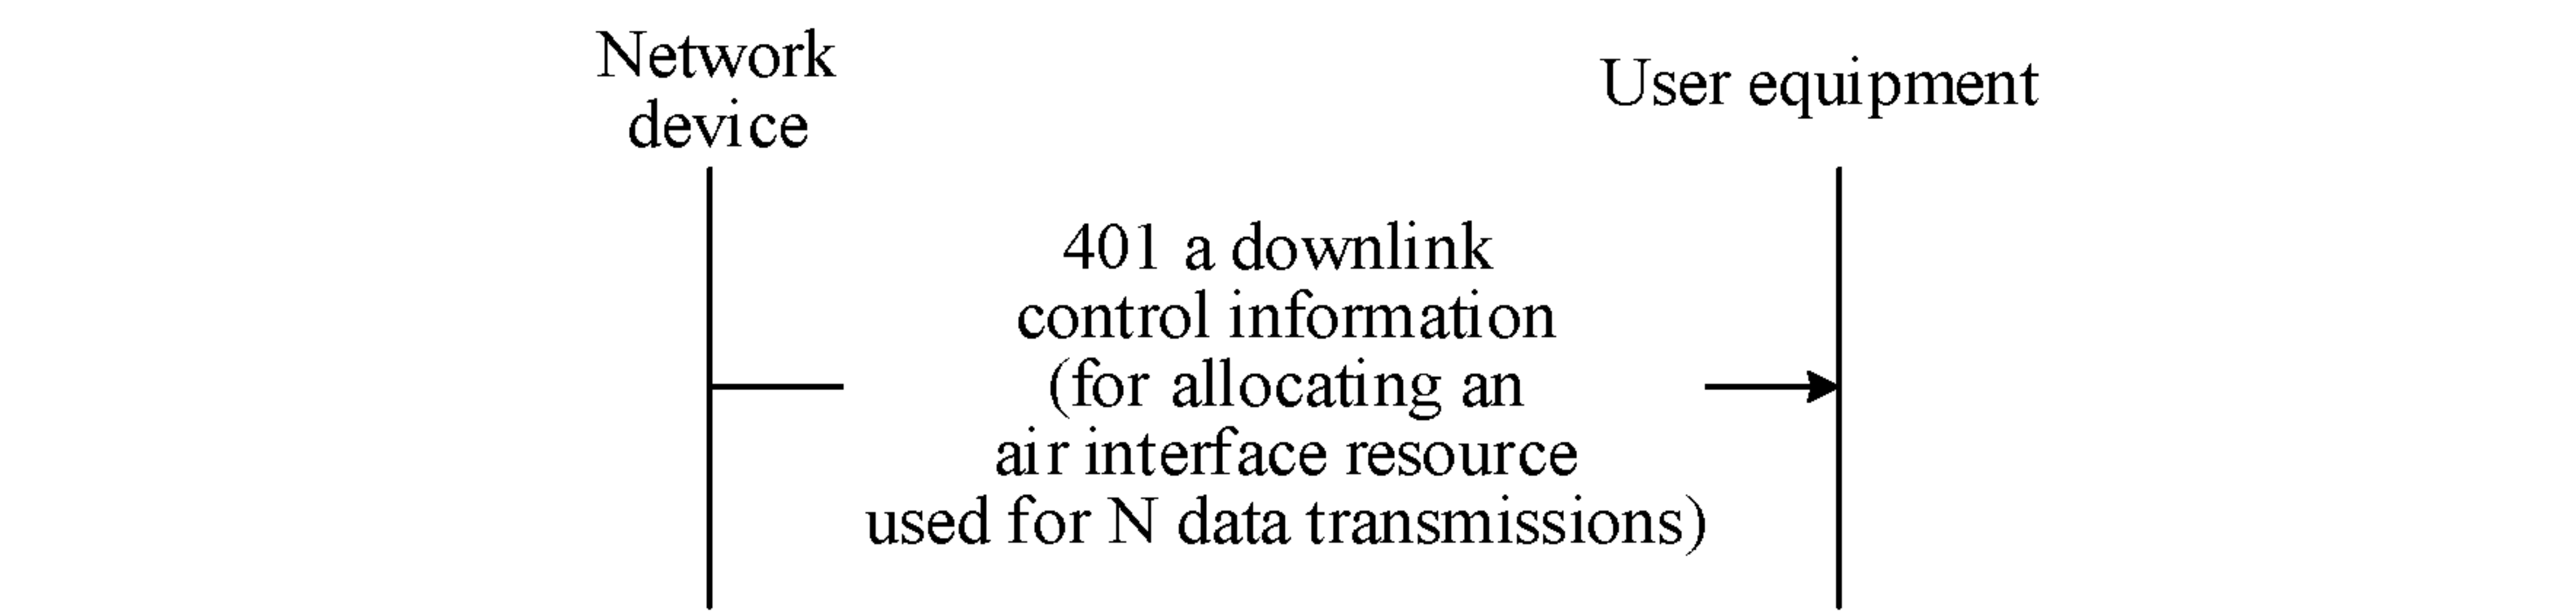 Network
device
User equipment
401 a downlink
control information
(for allocating an
air interface resource
used for N data transmissions)